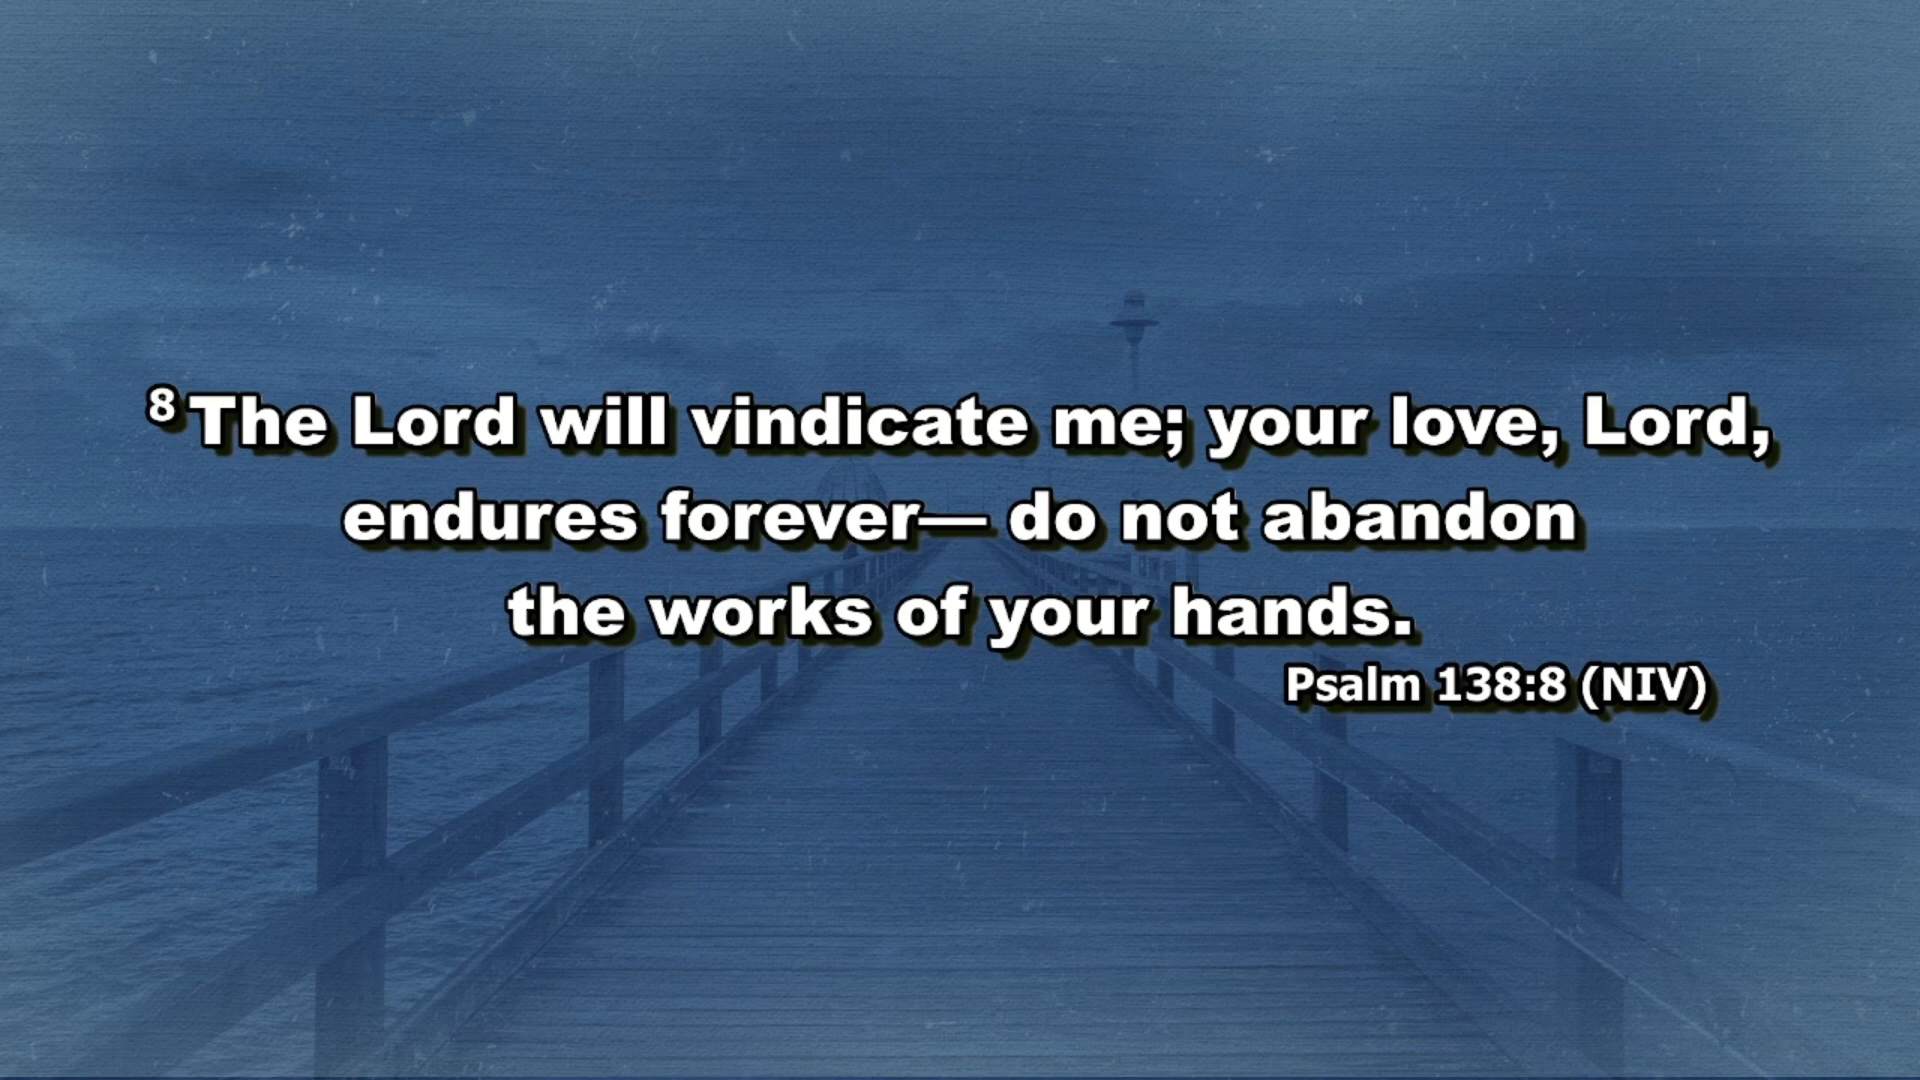 8 The Lord will vindicate me; your love, Lord,
endures forever— do not abandon
the works of your hands.
Psalm 138:8 (NIV)